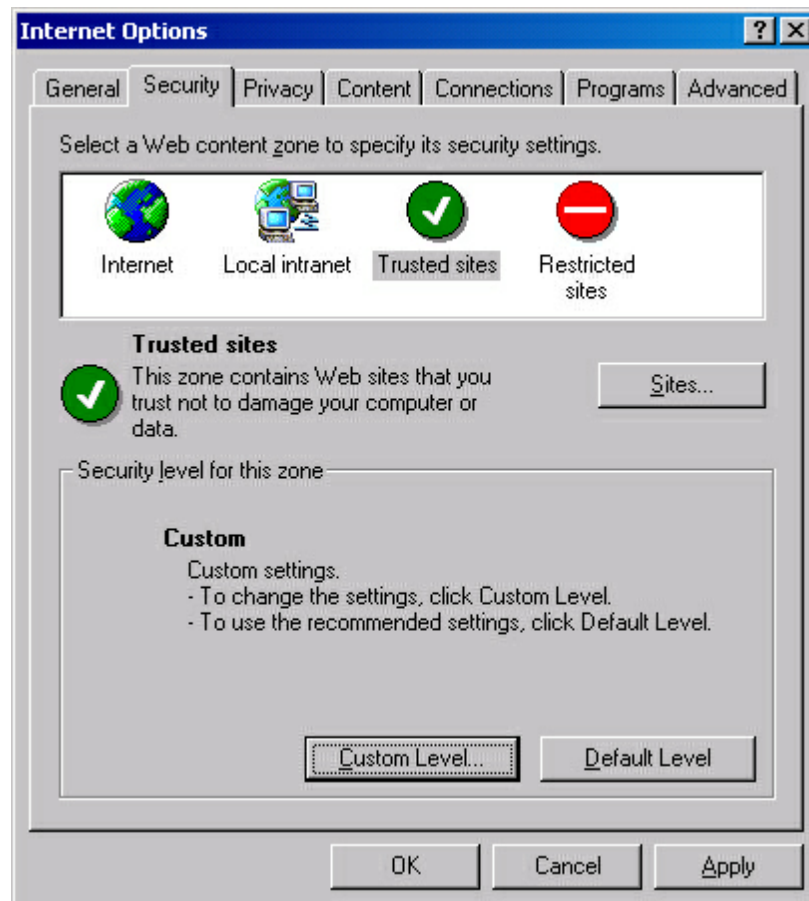 Internet Options
General Security Privacy Content Connections Programs Advanced
Select a Web content zone to specify its security settings.
Internet Local intranet Trusted sites Restricted
sites
Trusted sites
This zone contains Web sites that you
trust not to damage your computer or
data.
Sites...
Security level for this zone
Custom
Custom settings.
- To change the settings, click Custom Level.
- To use the recommended settings, click Default Level.
Custom Level... Default Level
OK Cancel Apply